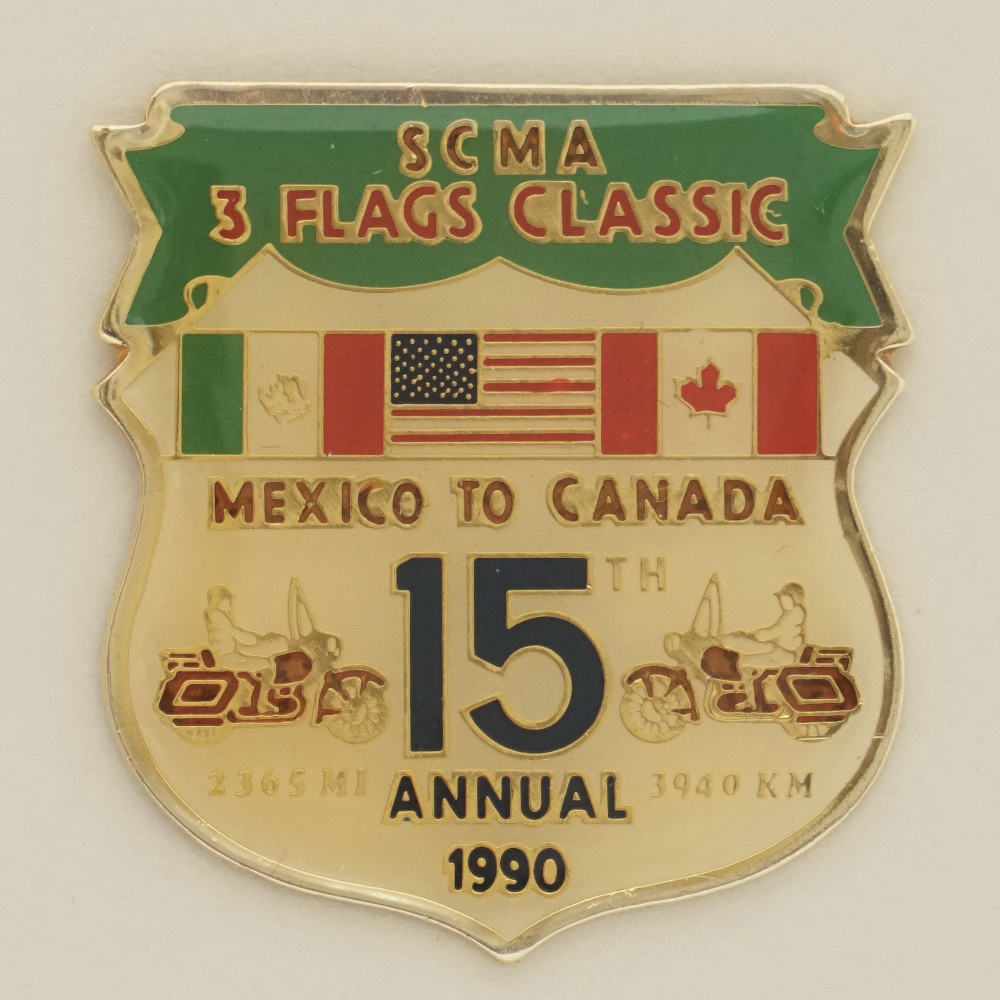 SCMA
3 FLAGS CLASSIC
MEXICO TO CANADA
15TH
2365 MI ANNUAL 3940 KM
1990